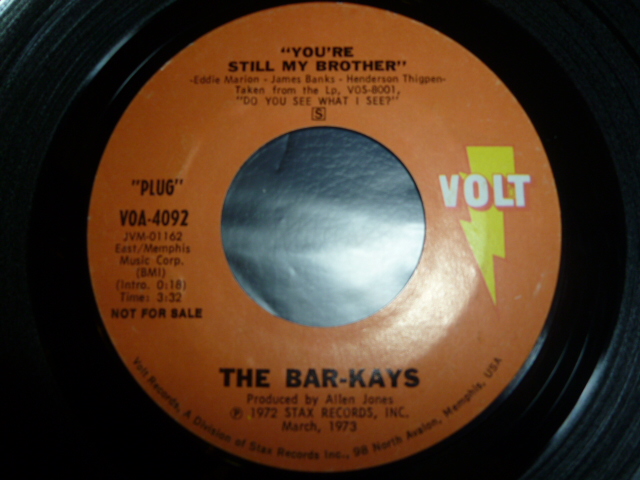 "YOU'RE
STILL MY BROTHER"
-Eddie Marion - James Banks - Henderson Thigpen-
Taken from the Lp, VOS-8001,
"DO YOU SEE WHAT I SEE?"
S
"PLUG"
VOA-4092
JVM-01162
East/Memphis
Music Corp.
(BMI)
(Intro. 0:18)
Time: 3:32
NOT FOR SALE
VOLT
THE BAR-KAYS
Produced by Allen Jones
℗ 1972 STAX RECORDS, INC.
March, 1973
Volt Records, A Division of Stax Records Inc., 98 North Avalon, Memphis, USA